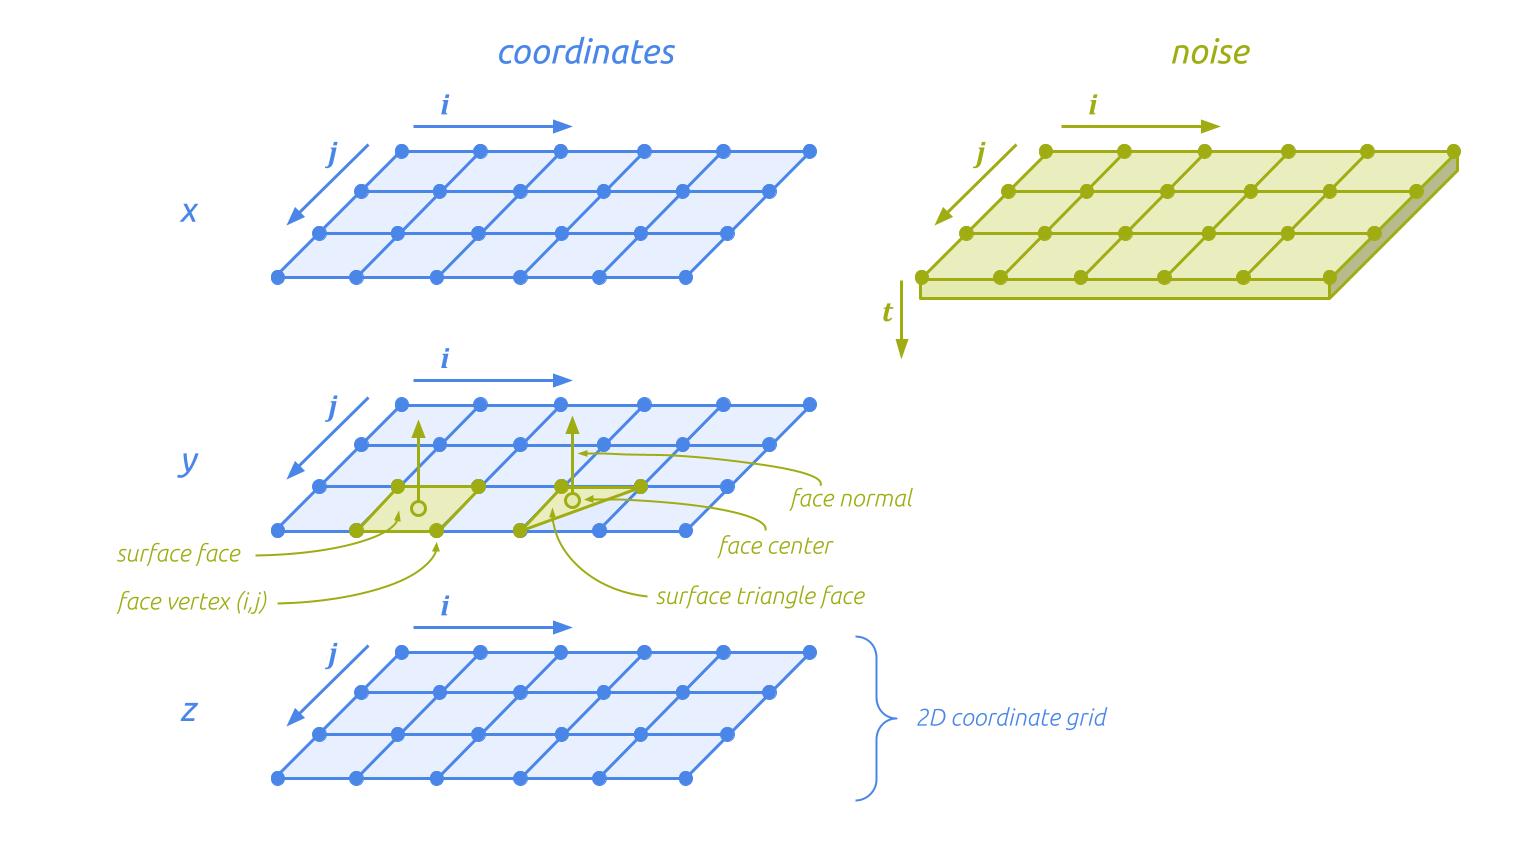 coordinates
noise
i
i
j
j
x
t
i
j
y
face normal
face center
surface face
surface triangle face
face vertex (i,j)
i
j
z
2D coordinate grid